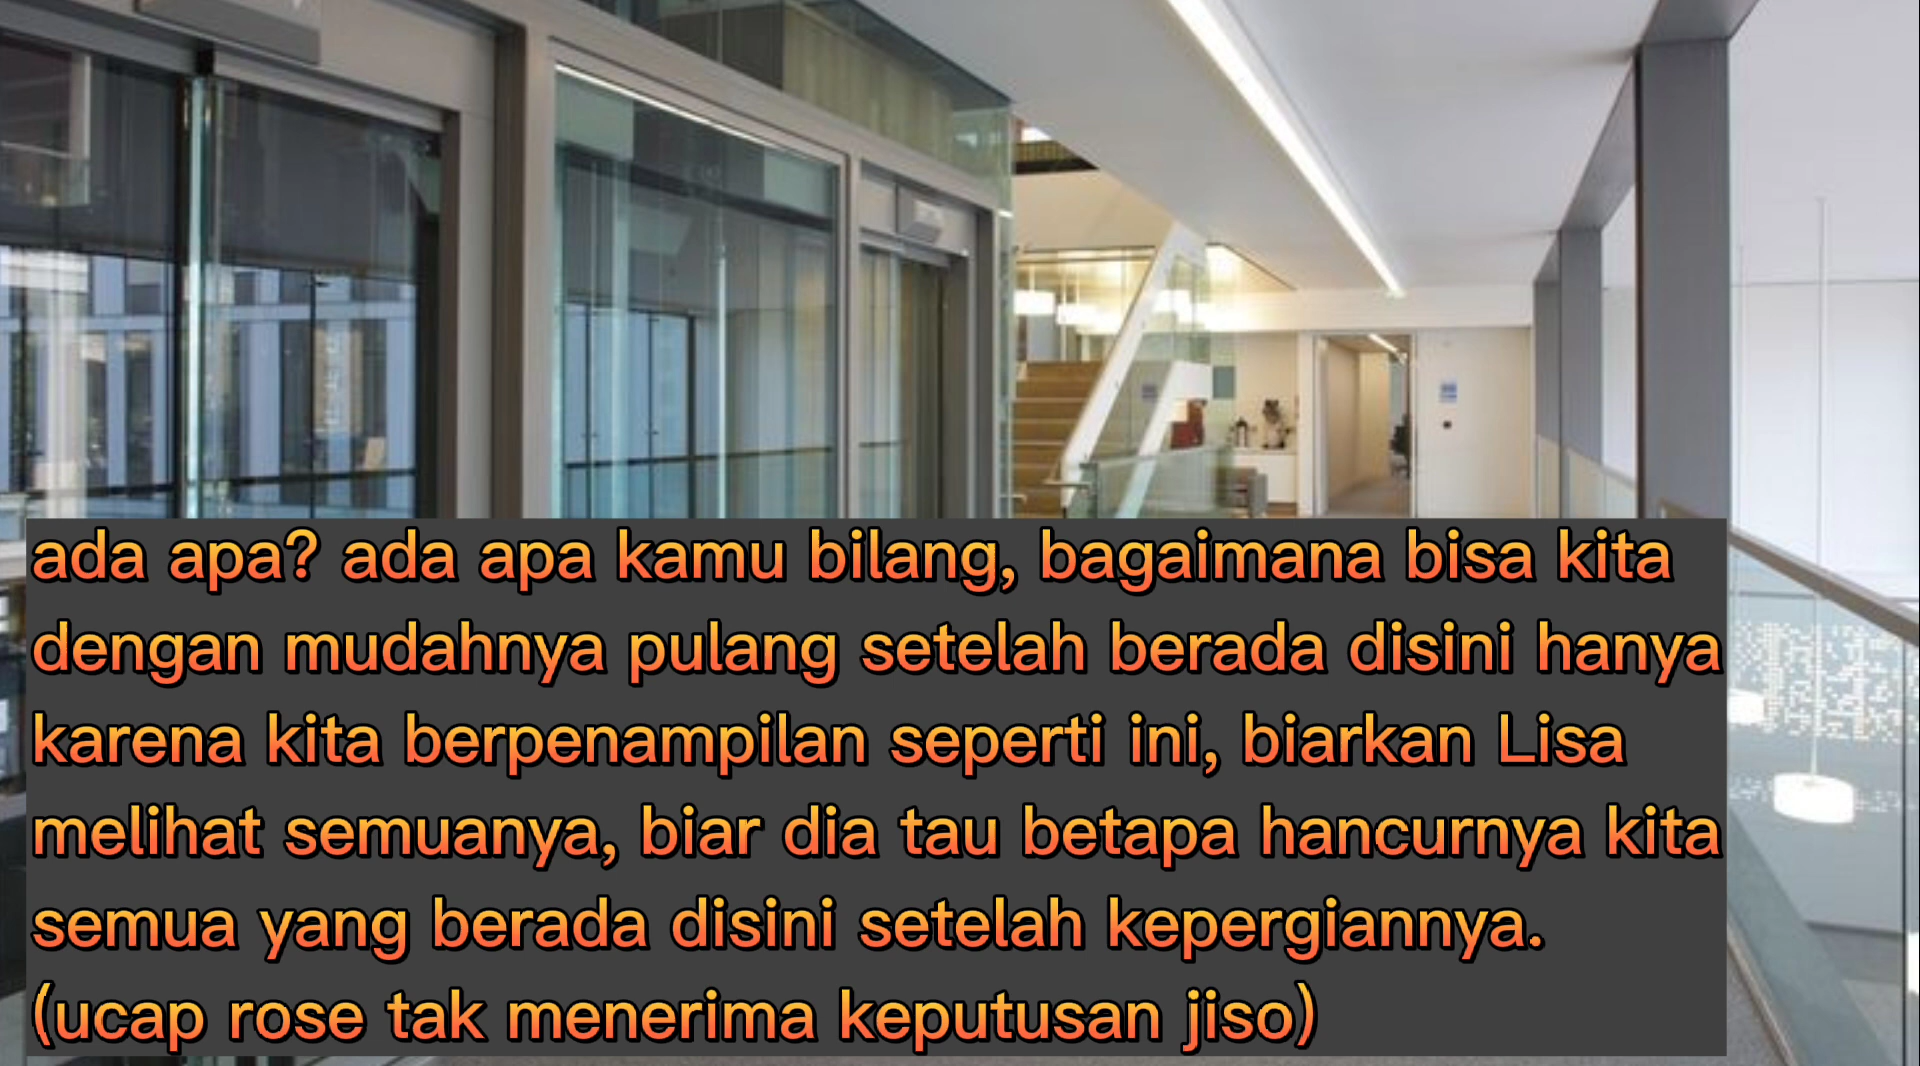 ada apa? ada apa kamu bilang, bagaimana bisa kita
dengan mudahnya pulang setelah berada disini hanya
karena kita berpenampilan seperti ini, biarkan Lisa
melihat semuanya, biar dia tau betapa hancurnya kita
semua yang berada disini setelah kepergiannya.
(ucap rose tak menerima keputusan jiso)